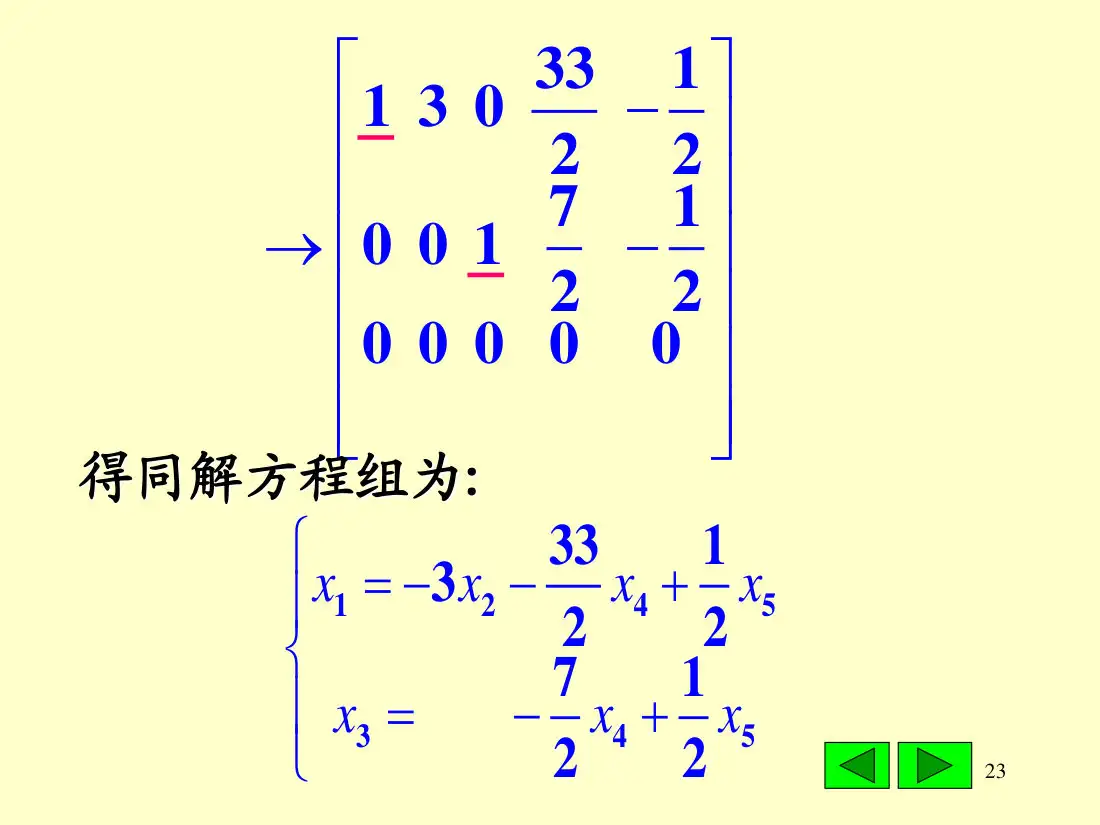 → [ 1 3 0 33/2 −1/2
0 0 1 7/2 −1/2
0 0 0 0 0 ]
得同解方程组为:
{ x₁ = −3x₂ − 33/2 x₄ + 1/2 x₅
x₃ = − 7/2 x₄ + 1/2 x₅
23